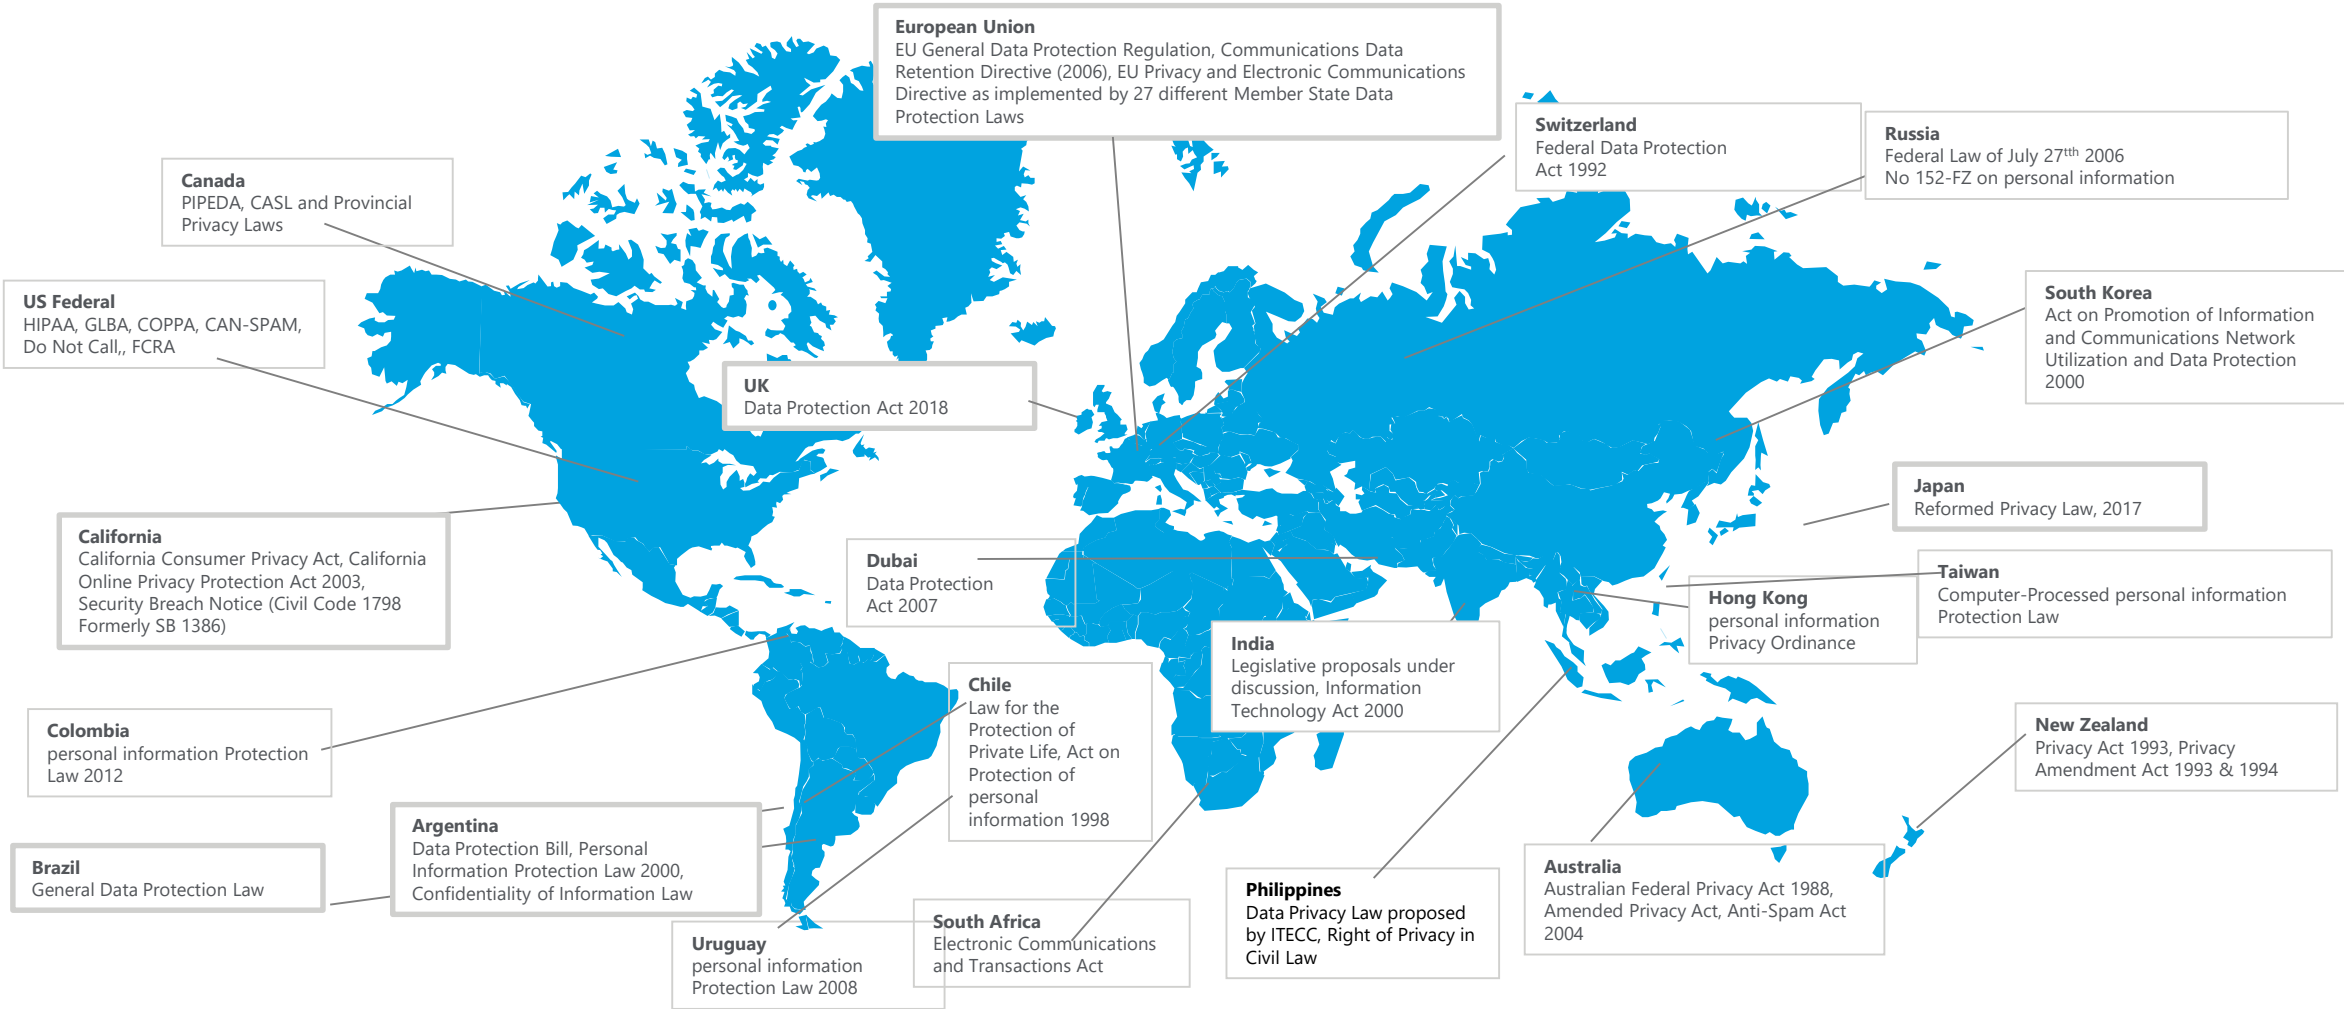 European Union
EU General Data Protection Regulation, Communications Data
Retention Directive (2006), EU Privacy and Electronic Communications
Directive as implemented by 27 different Member State Data
Protection Laws
Switzerland
Federal Data Protection
Act 1992
Russia
Federal Law of July 27tth 2006
No 152-FZ on personal information
Canada
PIPEDA, CASL and Provincial
Privacy Laws
US Federal
HIPAA, GLBA, COPPA, CAN-SPAM,
Do Not Call,, FCRA
South Korea
Act on Promotion of Information
and Communications Network
Utilization and Data Protection
2000
UK
Data Protection Act 2018
Japan
Reformed Privacy Law, 2017
California
California Consumer Privacy Act, California
Online Privacy Protection Act 2003,
Security Breach Notice (Civil Code 1798
Formerly SB 1386)
Dubai
Data Protection
Act 2007
Taiwan
Computer-Processed personal information
Protection Law
Hong Kong
personal information
Privacy Ordinance
India
Legislative proposals under
discussion, Information
Technology Act 2000
Chile
Law for the
Protection of
Private Life, Act on
Protection of
personal
information 1998
Colombia
personal information Protection
Law 2012
New Zealand
Privacy Act 1993, Privacy
Amendment Act 1993 & 1994
Argentina
Data Protection Bill, Personal
Information Protection Law 2000,
Confidentiality of Information Law
Brazil
General Data Protection Law
Australia
Australian Federal Privacy Act 1988,
Amended Privacy Act, Anti-Spam Act
2004
Philippines
Data Privacy Law proposed
by ITECC, Right of Privacy in
Civil Law
South Africa
Electronic Communications
and Transactions Act
Uruguay
personal information
Protection Law 2008